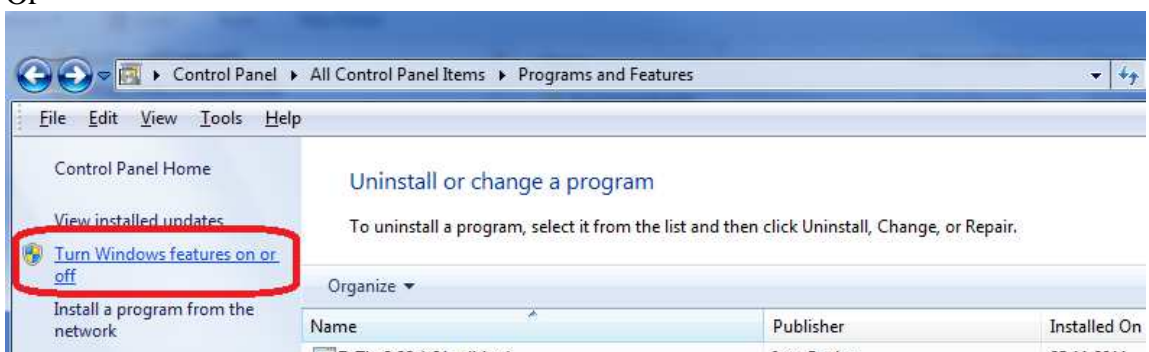 Or
Control Panel ▸ All Control Panel Items ▸ Programs and Features
File Edit View Tools Help
Control Panel Home
View installed updates
Turn Windows features on or
off
Install a program from the
network
Uninstall or change a program
To uninstall a program, select it from the list and then click Uninstall, Change, or Repair.
Organize
Name Publisher Installed On